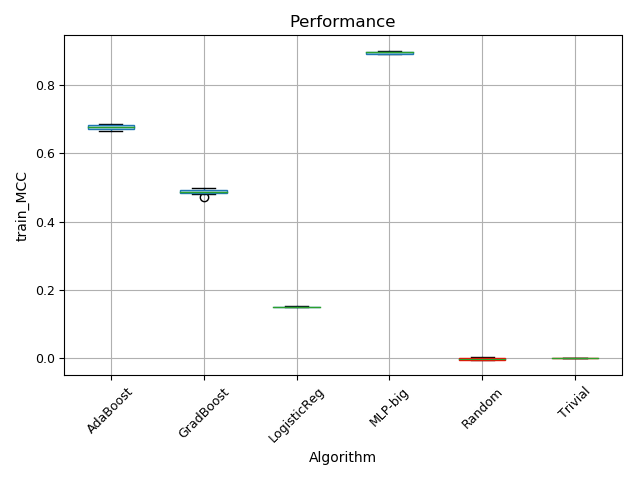 Performance
train_MCC
0.8
0.6
0.4
0.2
0.0
AdaBoost
GradBoost
LogisticReg
MLP-big
Random
Trivial
Algorithm